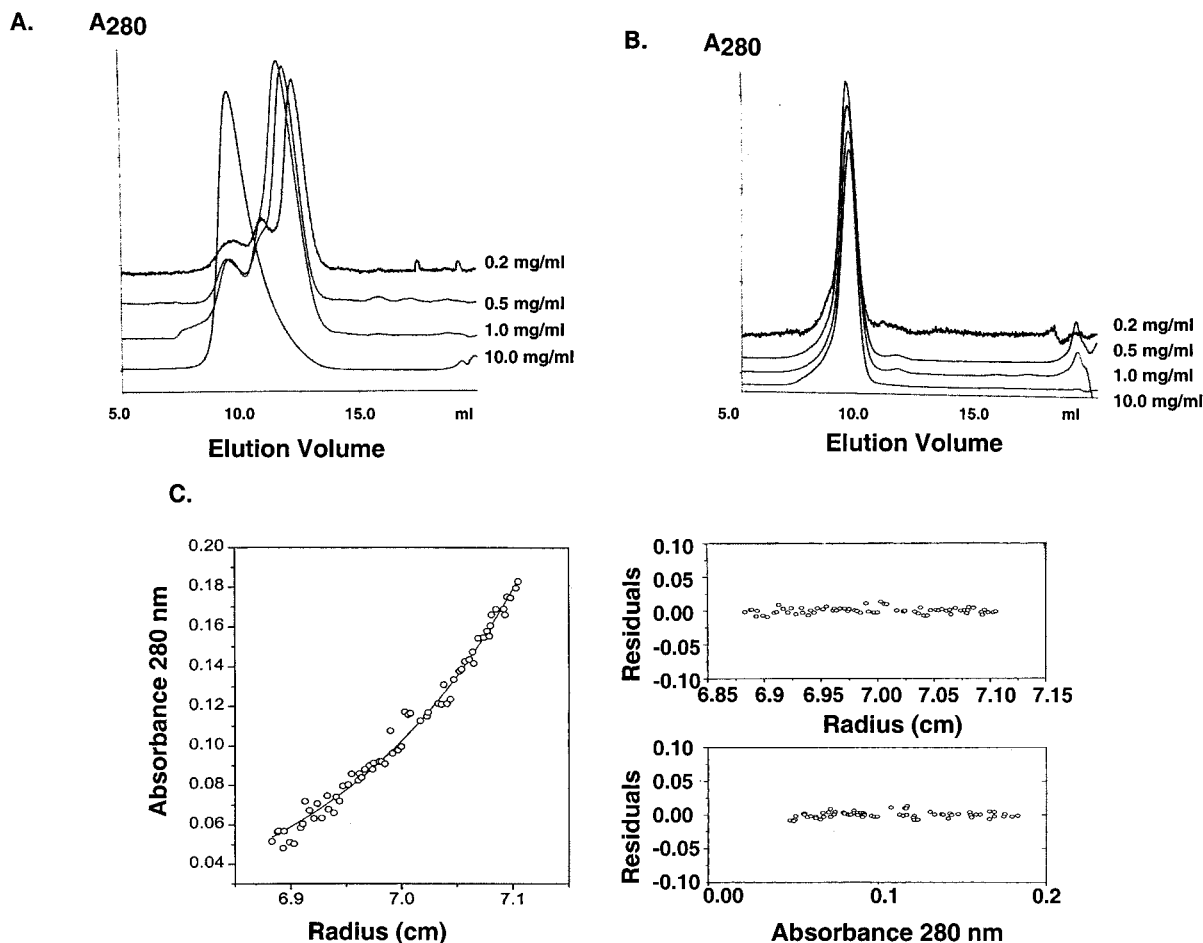 A.
A280
0.2 mg/ml
0.5 mg/ml
1.0 mg/ml
10.0 mg/ml
5.0 10.0 15.0 ml
Elution Volume
B.
A280
0.2 mg/ml
0.5 mg/ml
1.0 mg/ml
10.0 mg/ml
5.0 10.0 15.0 ml
Elution Volume
C.
Absorbance 280 nm
0.20
0.18
0.16
0.14
0.12
0.10
0.08
0.06
0.04
6.9 7.0 7.1
Radius (cm)
Residuals
0.10
0.05
0.00
-0.05
-0.10
6.85 6.9 6.95 7.00 7.05 7.10 7.15
Radius (cm)
Residuals
0.10
0.05
0.00
-0.05
-0.10
0.00 0.1 0.2
Absorbance 280 nm